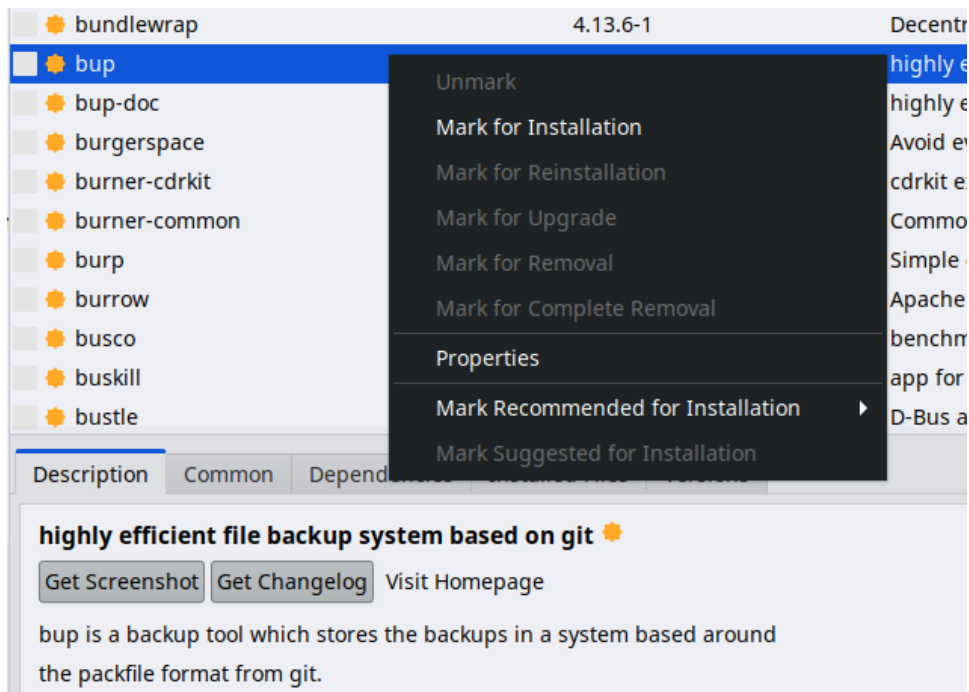 bundlewrap 4.13.6-1 Decentr
bup highly e
bup-doc highly e
burgerspace Avoid ev
burner-cdrkit cdrkit e
burner-common Commo
burp Simple
burrow Apache
busco benchm
buskill app for
bustle D-Bus a
Unmark
Mark for Installation
Mark for Reinstallation
Mark for Upgrade
Mark for Removal
Mark for Complete Removal
Properties
Mark Recommended for Installation
Mark Suggested for Installation
Description Common Dependencies Installed Files Versions
highly efficient file backup system based on git
Get Screenshot Get Changelog Visit Homepage
bup is a backup tool which stores the backups in a system based around
the packfile format from git.